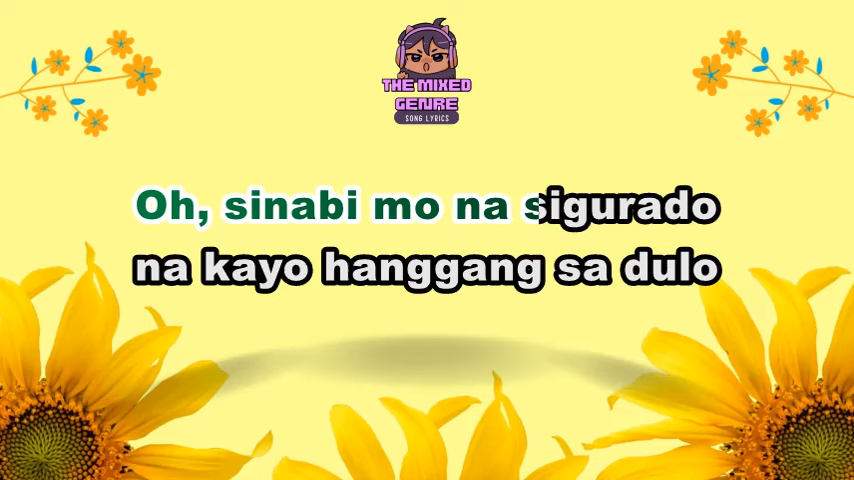 THE MIXED
GENRE
SONG LYRICS
Oh, sinabi mo na sigurado
na kayo hanggang sa dulo